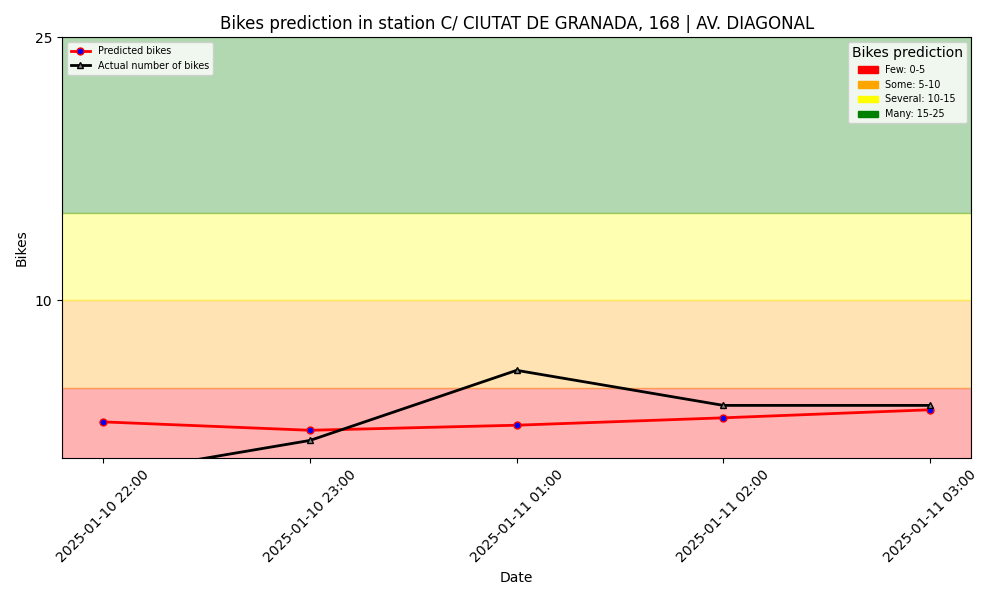 Bikes prediction in station C/ CIUTAT DE GRANADA, 168 | AV. DIAGONAL
25
Predicted bikes
Actual number of bikes
Bikes prediction
Few: 0-5
Some: 5-10
Several: 10-15
Many: 15-25
Bikes
10
2025-01-10 22:00
2025-01-10 23:00
2025-01-11 01:00
2025-01-11 02:00
2025-01-11 03:00
Date